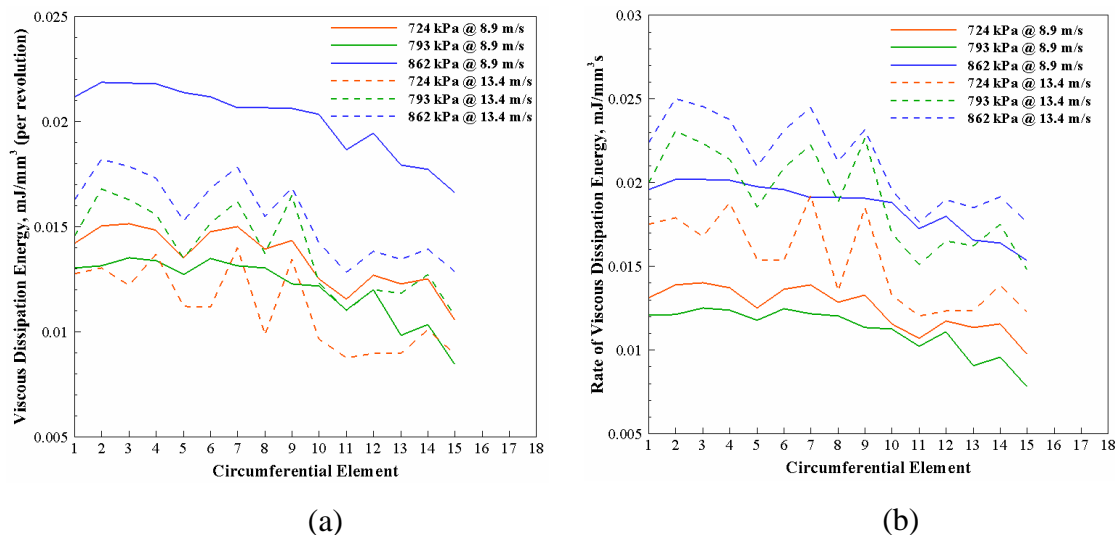 0.025
0.02
0.015
0.01
0.005
Viscous Dissipation Energy, mJ/mm³ (per revolution)
724 kPa @ 8.9 m/s
793 kPa @ 8.9 m/s
862 kPa @ 8.9 m/s
724 kPa @ 13.4 m/s
793 kPa @ 13.4 m/s
862 kPa @ 13.4 m/s
1 2 3 4 5 6 7 8 9 10 11 12 13 14 15 16 17 18
Circumferential Element
(a)
0.03
0.025
0.02
0.015
0.01
0.005
Rate of Viscous Dissipation Energy, mJ/mm³s
724 kPa @ 8.9 m/s
793 kPa @ 8.9 m/s
862 kPa @ 8.9 m/s
724 kPa @ 13.4 m/s
793 kPa @ 13.4 m/s
862 kPa @ 13.4 m/s
1 2 3 4 5 6 7 8 9 10 11 12 13 14 15 16 17 18
Circumferential Element
(b)